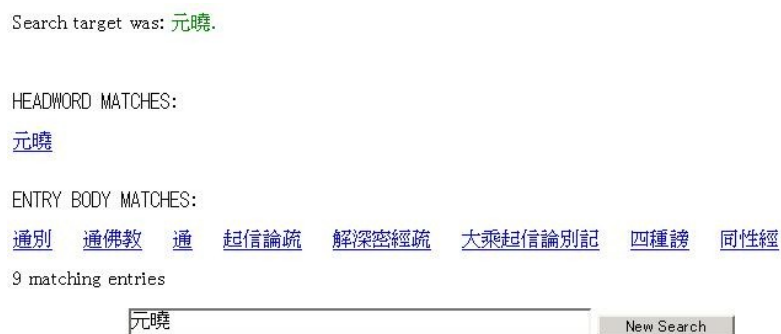 Search target was: 元曉.
HEADWORD MATCHES:
元曉
ENTRY BODY MATCHES:
通別 通佛教 通 起信論疏 解深密經疏 大乘起信論別記 四種謗 同性經
9 matching entries
元曉 New Search